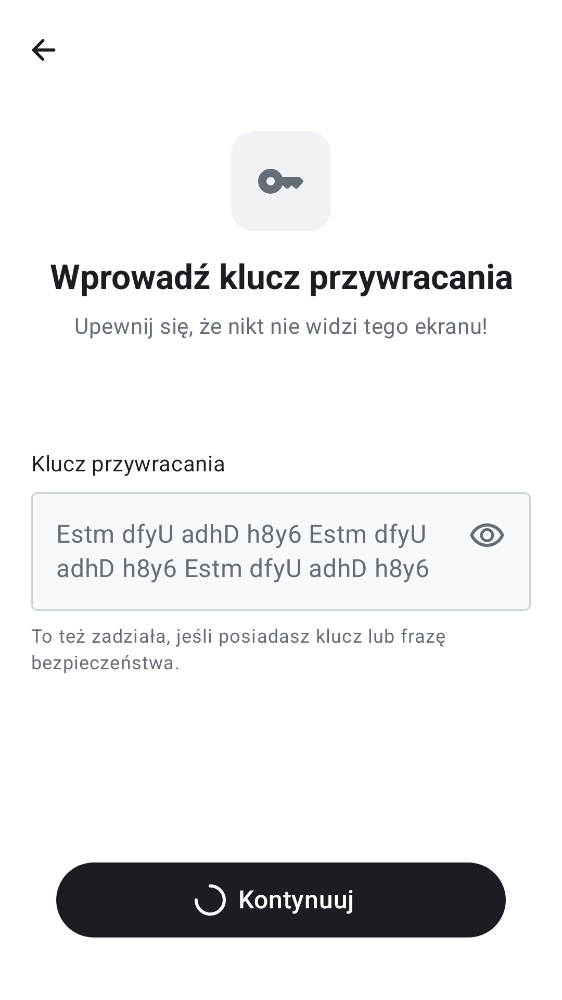 Wprowadź klucz przywracania
Upewnij się, że nikt nie widzi tego ekranu!
Klucz przywracania
Estm dfyU adhD h8y6 Estm dfyU
adhD h8y6 Estm dfyU adhD h8y6
To też zadziała, jeśli posiadasz klucz lub frazę
bezpieczeństwa.
Kontynuuj